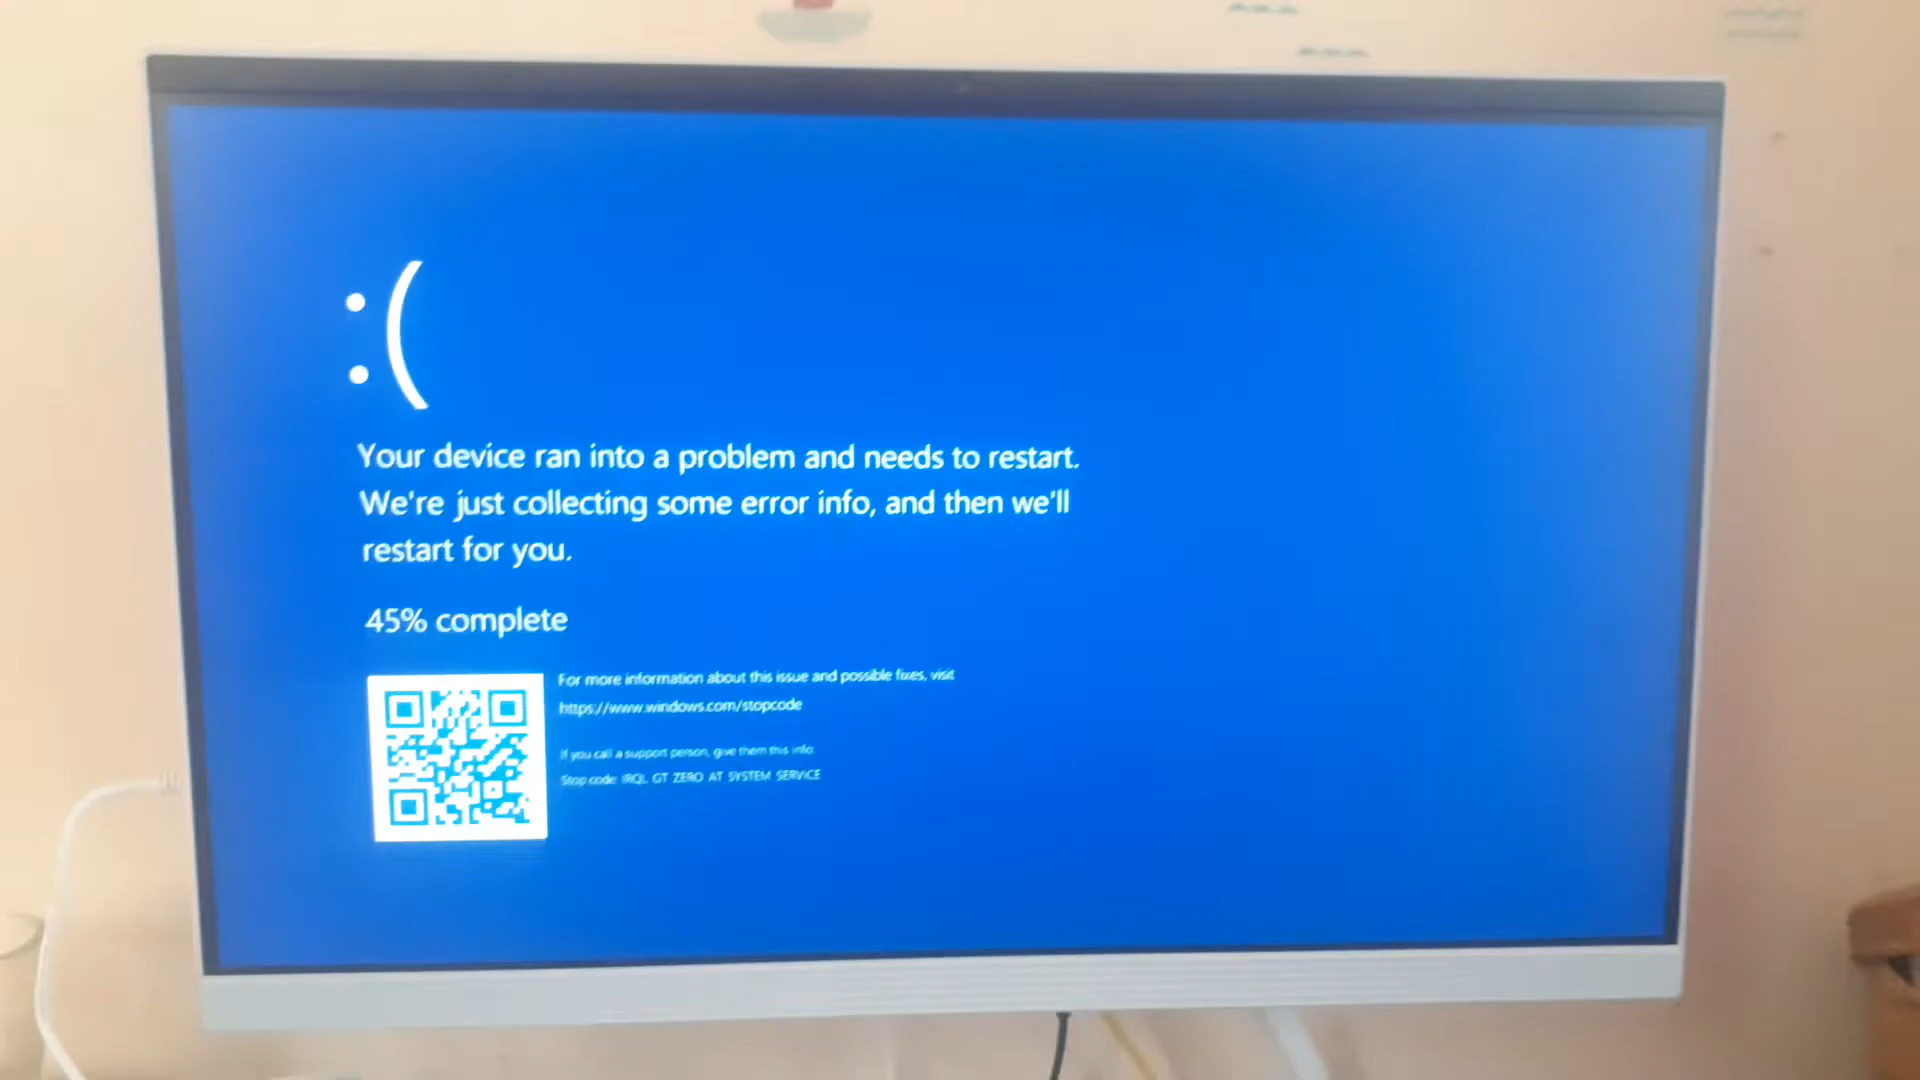 :(
Your device ran into a problem and needs to restart.
We're just collecting some error info, and then we'll
restart for you.
45% complete
For more information about this issue and possible fixes, visit
https://www.windows.com/stopcode
If you call a support person, give them this info:
Stop code: IRQL GT ZERO AT SYSTEM SERVICE